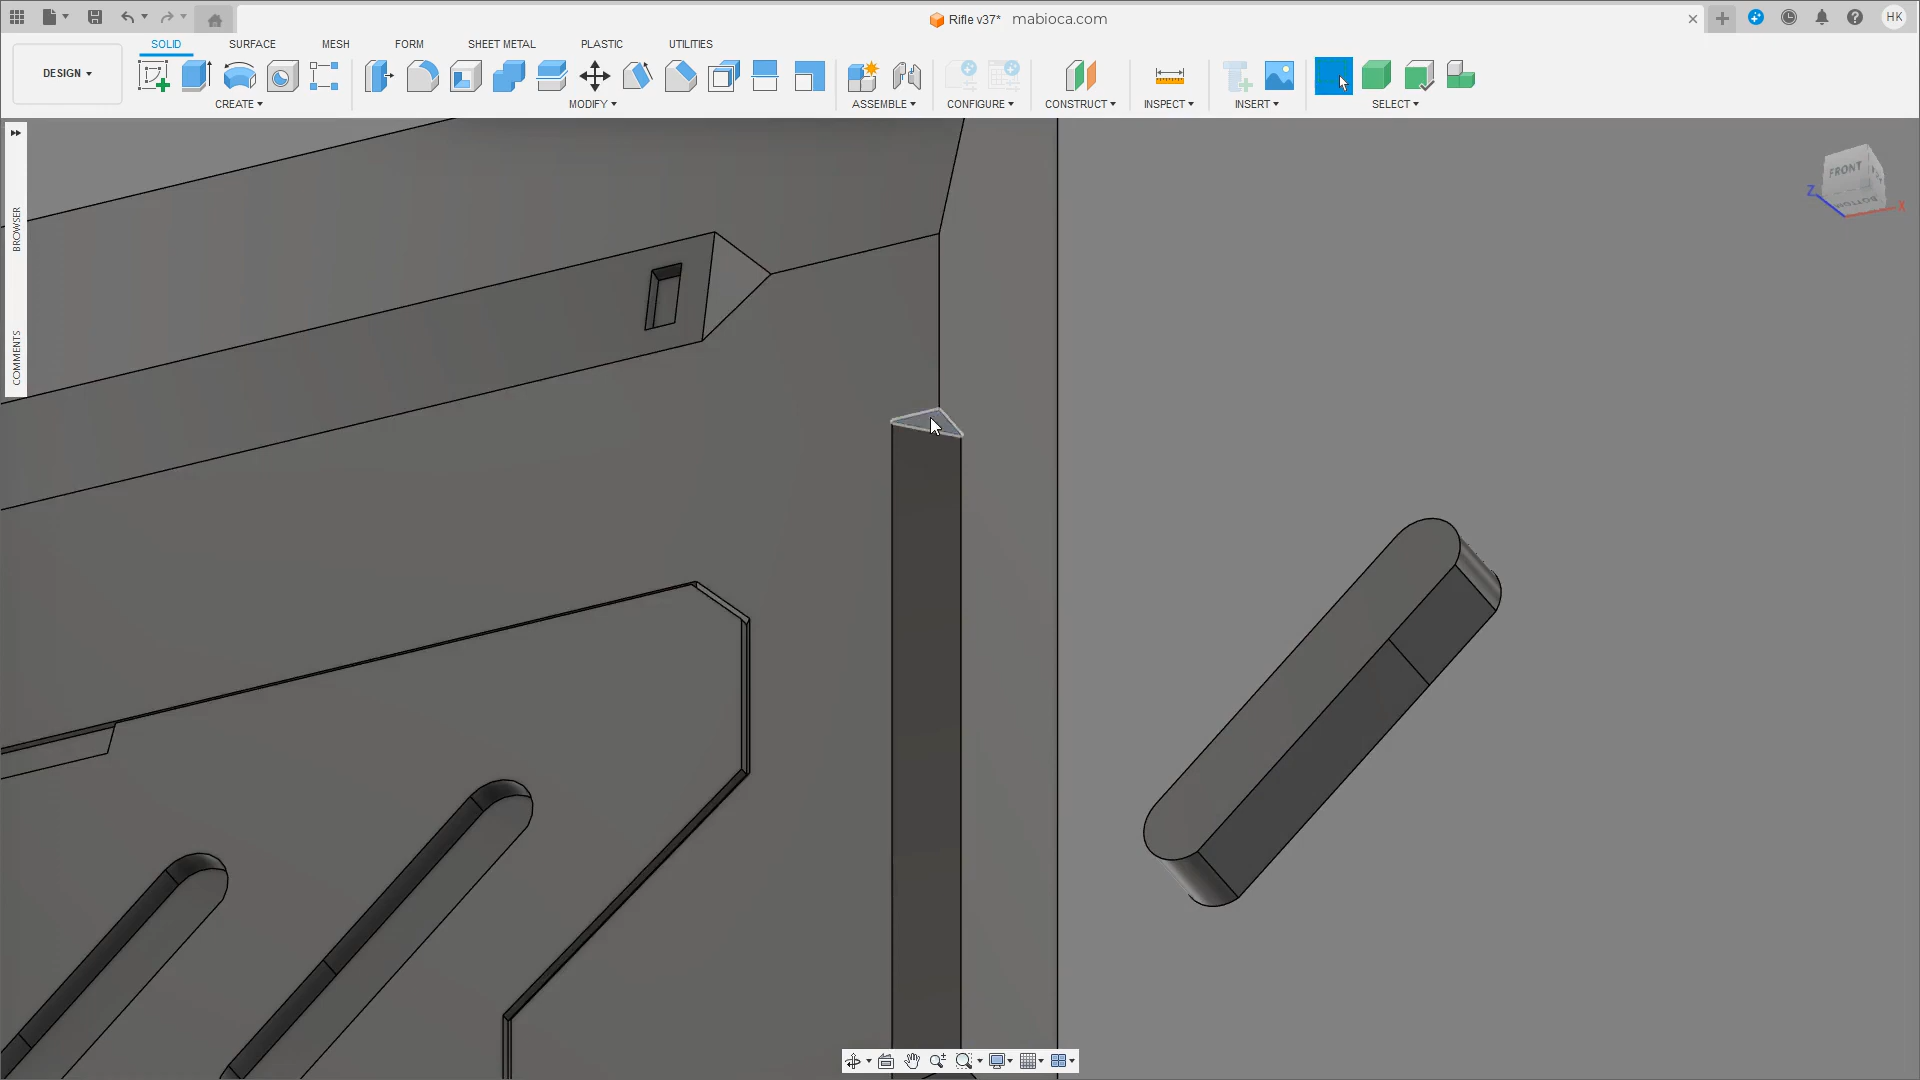 Rifle v37*
mabioca.com
HK
DESIGN
SOLID
SURFACE
MESH
FORM
SHEET METAL
PLASTIC
UTILITIES
CREATE
MODIFY
ASSEMBLE
CONFIGURE
CONSTRUCT
INSPECT
INSERT
SELECT
BROWSER
COMMENTS
FRONT
BOTTOM
Z
X